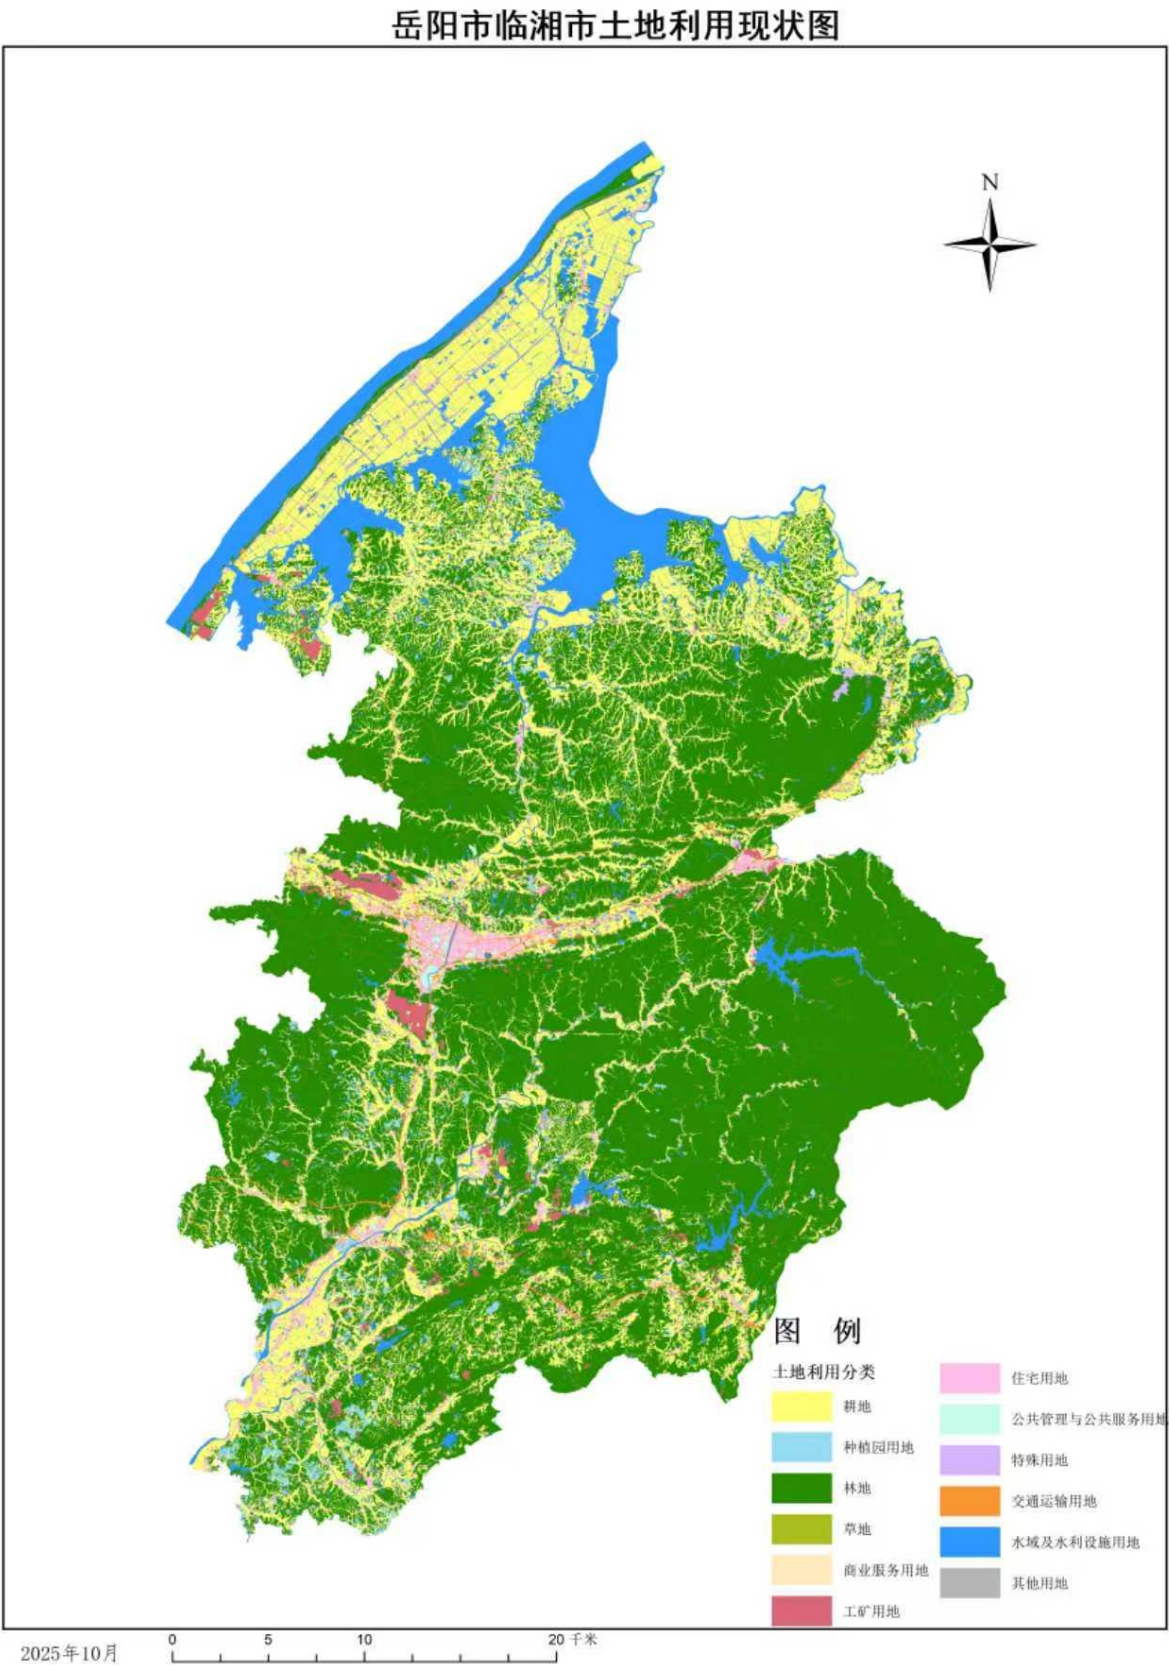 岳阳市临湘市土地利用现状图
N
图 例
土地利用分类
耕地
种植园用地
林地
草地
商业服务用地
工矿用地
住宅用地
公共管理与公共服务用地
特殊用地
交通运输用地
水域及水利设施用地
其他用地
2025年10月
0 5 10 20 千米